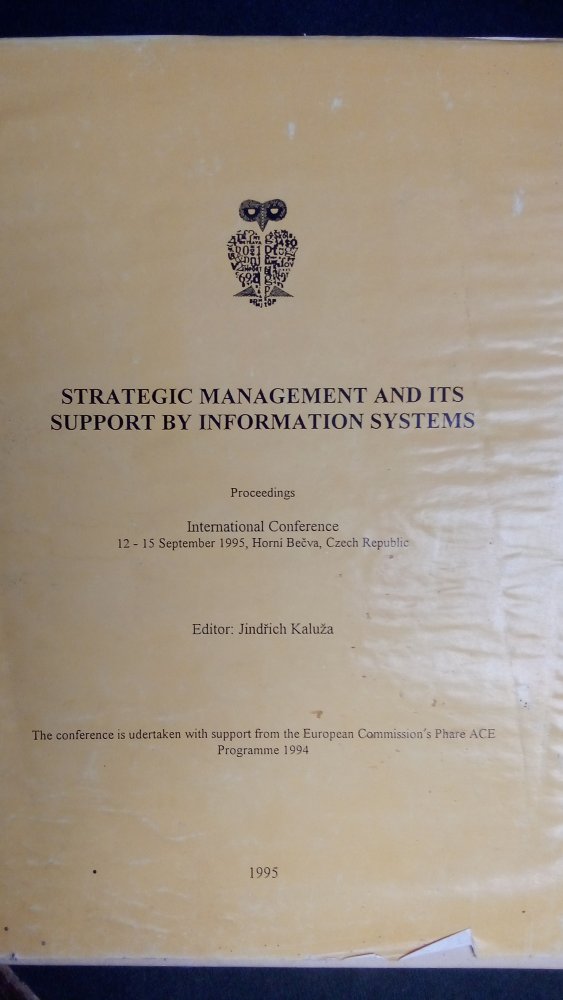 STRATEGIC MANAGEMENT AND ITS
SUPPORT BY INFORMATION SYSTEMS
Proceedings
International Conference
12 - 15 September 1995, Horní Bečva, Czech Republic
Editor: Jindřich Kaluža
The conference is udertaken with support from the European Commission's Phare ACE
Programme 1994
1995